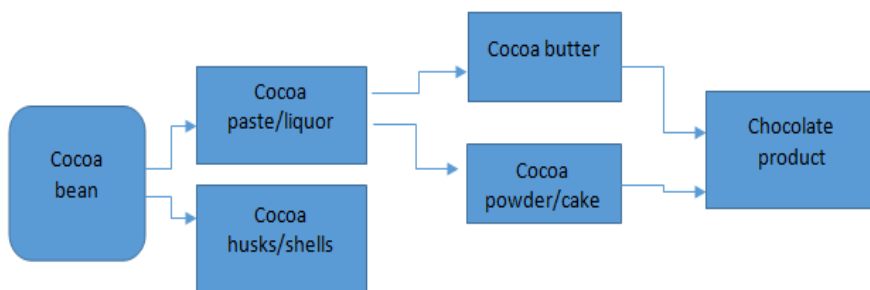 Cocoa
bean
Cocoa
paste/liquor
Cocoa
husks/shells
Cocoa butter
Cocoa
powder/cake
Chocolate
product